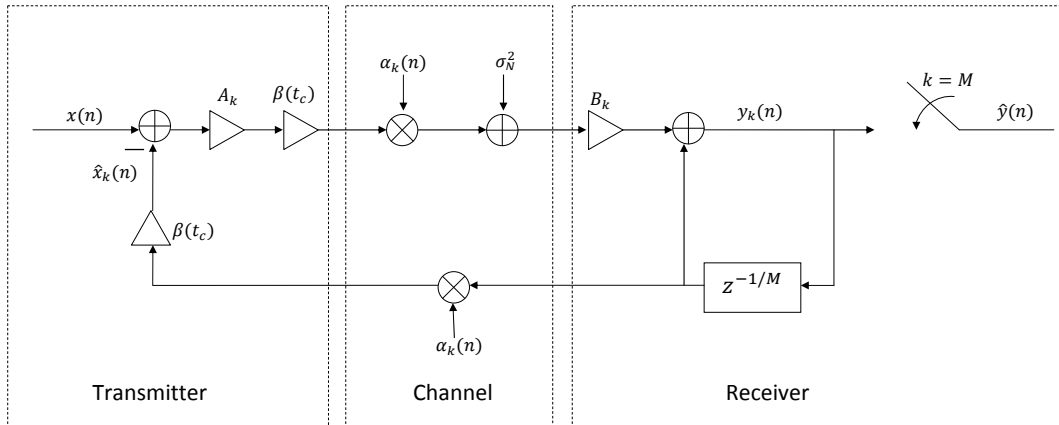 α_k(n)
σ_N^2
k = M
A_k
β(t_c)
B_k
x(n)
y_k(n)
ŷ(n)
−
x̂_k(n)
β(t_c)
z^{-1/M}
α_k(n)
Transmitter
Channel
Receiver